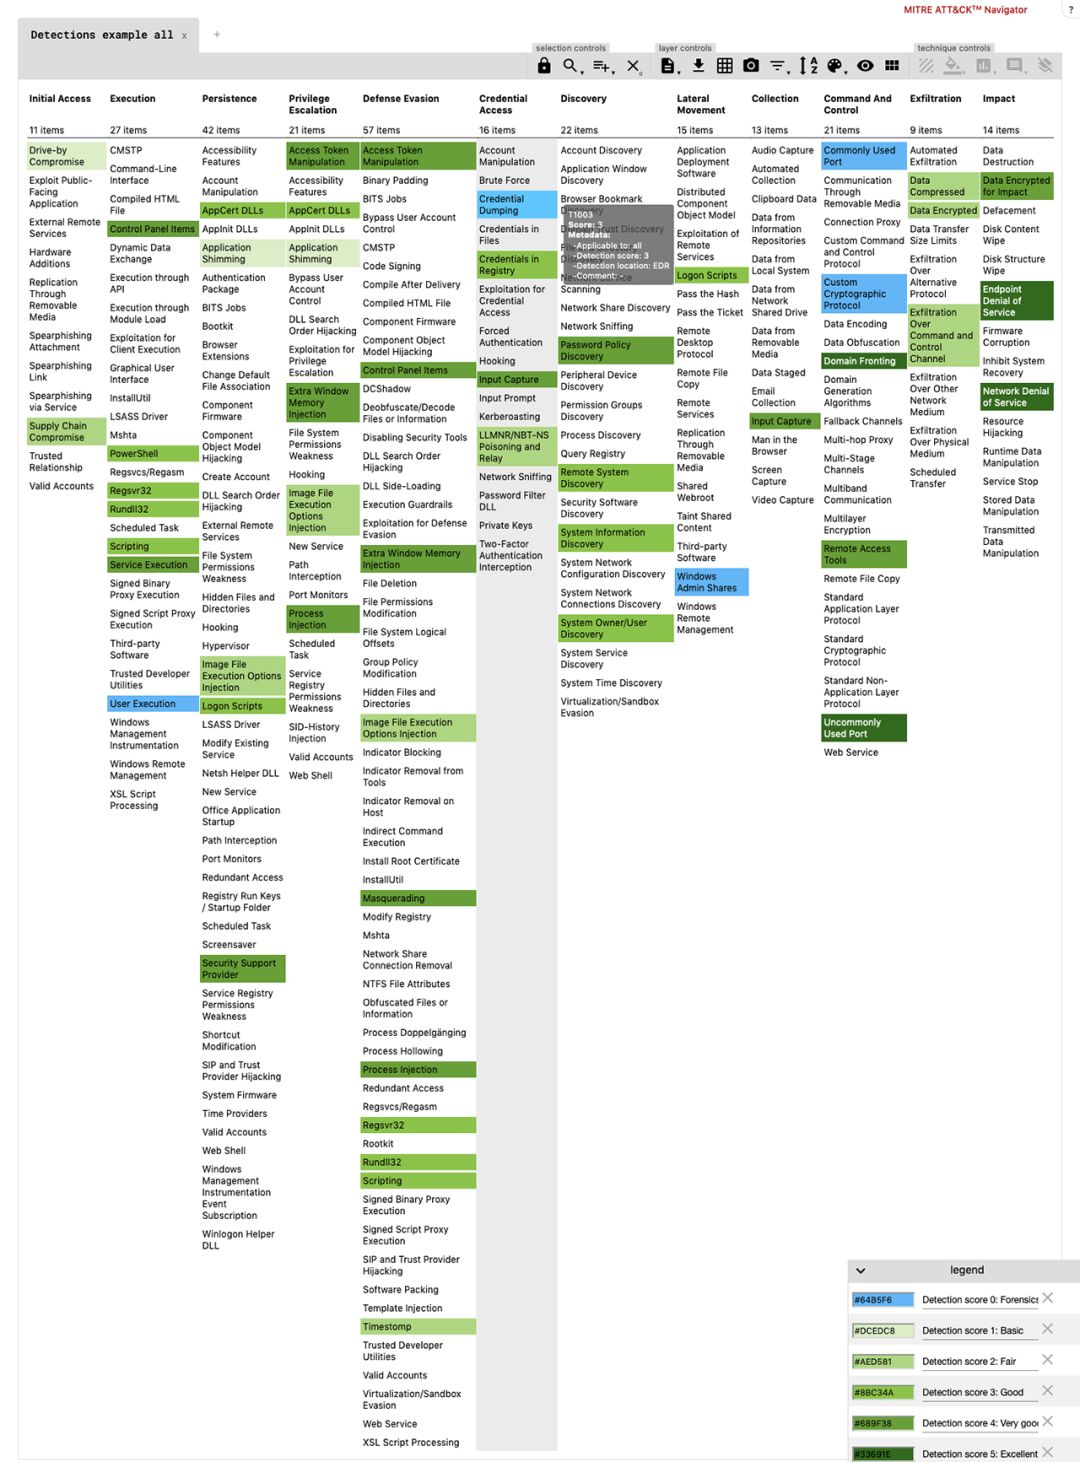 MITRE ATT&CK™ Navigator
?
Detections example all x
+
selection controls
layer controls
technique controls
Initial Access
11 items
Drive-by
Compromise
Exploit Public-
Facing
Application
External Remote
Services
Hardware
Additions
Replication
Through
Removable
Media
Spearphishing
Attachment
Spearphishing
Link
Spearphishing
via Service
Supply Chain
Compromise
Trusted
Relationship
Valid Accounts
Execution
27 items
CMSTP
Command-Line
Interface
Compiled HTML
File
Control Panel Items
Dynamic Data
Exchange
Execution through
API
Execution through
Module Load
Exploitation for
Client Execution
Graphical User
Interface
InstallUtil
LSASS Driver
Mshta
PowerShell
Regsvcs/Regasm
Regsvr32
Rundll32
Scheduled Task
Scripting
Service Execution
Signed Binary
Proxy Execution
Signed Script Proxy
Execution
Third-party
Software
Trusted Developer
Utilities
User Execution
Windows
Management
Instrumentation
Windows Remote
Management
XSL Script
Processing
Persistence
42 items
Accessibility
Features
Account
Manipulation
AppCert DLLs
AppInit DLLs
Application
Shimming
Authentication
Package
BITS Jobs
Bootkit
Browser
Extensions
Change Default
File Association
Component
Firmware
Component
Object Model
Hijacking
Create Account
DLL Search Order
Hijacking
External Remote
Services
File System
Permissions
Weakness
Hidden Files and
Directories
Hooking
Hypervisor
Image File
Execution Options
Injection
Logon Scripts
LSASS Driver
Modify Existing
Service
Netsh Helper DLL
New Service
Office Application
Startup
Path Interception
Port Monitors
Redundant Access
Registry Run Keys
/ Startup Folder
Scheduled Task
Screensaver
Security Support
Provider
Service Registry
Permissions
Weakness
Shortcut
Modification
SIP and Trust
Provider Hijacking
System Firmware
Time Providers
Valid Accounts
Web Shell
Windows
Management
Instrumentation
Event
Subscription
Winlogon Helper
DLL
Privilege
Escalation
21 items
Access Token
Manipulation
Accessibility
Features
AppCert DLLs
AppInit DLLs
Application
Shimming
Bypass User
Account
Control
DLL Search
Order Hijacking
Exploitation for
Privilege
Escalation
Extra Window
Memory
Injection
File System
Permissions
Weakness
Hooking
Image File
Execution
Options
Injection
New Service
Path
Interception
Port Monitors
Process
Injection
Scheduled
Task
Service
Registry
Permissions
Weakness
SID-History
Injection
Valid Accounts
Web Shell
Defense Evasion
57 items
Access Token
Manipulation
Binary Padding
BITS Jobs
Bypass User Account
Control
CMSTP
Code Signing
Compile After Delivery
Compiled HTML File
Component Firmware
Component Object
Model Hijacking
Control Panel Items
DCShadow
Deobfuscate/Decode
Files or Information
Disabling Security Tools
DLL Search Order
Hijacking
DLL Side-Loading
Execution Guardrails
Exploitation for Defense
Evasion
Extra Window Memory
Injection
File Deletion
File Permissions
Modification
File System Logical
Offsets
Group Policy
Modification
Hidden Files and
Directories
Image File Execution
Options Injection
Indicator Blocking
Indicator Removal from
Tools
Indicator Removal on
Host
Indirect Command
Execution
Install Root Certificate
InstallUtil
Masquerading
Modify Registry
Mshta
Network Share
Connection Removal
NTFS File Attributes
Obfuscated Files or
Information
Process Doppelgänging
Process Hollowing
Process Injection
Redundant Access
Regsvcs/Regasm
Regsvr32
Rootkit
Rundll32
Scripting
Signed Binary Proxy
Execution
Signed Script Proxy
Execution
SIP and Trust Provider
Hijacking
Software Packing
Template Injection
Timestomp
Trusted Developer
Utilities
Valid Accounts
Virtualization/Sandbox
Evasion
Web Service
XSL Script Processing
Credential
Access
16 items
Account
Manipulation
Brute Force
Credential
Dumping
Credentials in
Files
Credentials in
Registry
Exploitation for
Credential
Access
Forced
Authentication
Hooking
Input Capture
Input Prompt
Kerberoasting
LLMNR/NBT-NS
Poisoning and
Relay
Network Sniffing
Password Filter
DLL
Private Keys
Two-Factor
Authentication
Interception
Discovery
22 items
Account Discovery
Application Window
Discovery
Browser Bookmark
T1003
Score: 3
Metadata:
-Applicable to: all
-Detection score: 3
-Detection location: EDR
-Comment: -
Scanning
Network Share Discovery
Network Sniffing
Password Policy
Discovery
Peripheral Device
Discovery
Permission Groups
Discovery
Process Discovery
Query Registry
Remote System
Discovery
Security Software
Discovery
System Information
Discovery
System Network
Configuration Discovery
System Network
Connections Discovery
System Owner/User
Discovery
System Service
Discovery
System Time Discovery
Virtualization/Sandbox
Evasion
Lateral
Movement
15 items
Application
Deployment
Software
Distributed
Component
Object Model
Exploitation of
Remote
Services
Logon Scripts
Pass the Hash
Pass the Ticket
Remote
Desktop
Protocol
Remote File
Copy
Remote
Services
Replication
Through
Removable
Media
Shared
Webroot
Taint Shared
Content
Third-party
Software
Windows
Admin Shares
Windows
Remote
Management
Collection
13 items
Audio Capture
Automated
Collection
Clipboard Data
Data from
Information
Repositories
Data from
Local System
Data from
Network
Shared Drive
Data from
Removable
Media
Data Staged
Email
Collection
Input Capture
Man in the
Browser
Screen
Capture
Video Capture
Command And
Control
21 items
Commonly Used
Port
Communication
Through
Removable Media
Connection Proxy
Custom Command
and Control
Protocol
Custom
Cryptographic
Protocol
Data Encoding
Data Obfuscation
Domain Fronting
Domain
Generation
Algorithms
Fallback Channels
Multi-hop Proxy
Multi-Stage
Channels
Multiband
Communication
Multilayer
Encryption
Remote Access
Tools
Remote File Copy
Standard
Application Layer
Protocol
Standard
Cryptographic
Protocol
Standard Non-
Application Layer
Protocol
Uncommonly
Used Port
Web Service
Exfiltration
9 items
Automated
Exfiltration
Data
Compressed
Data Encrypted
Data Transfer
Size Limits
Exfiltration
Over
Alternative
Protocol
Exfiltration
Over
Command and
Control
Channel
Exfiltration
Over Other
Network
Medium
Exfiltration
Over Physical
Medium
Scheduled
Transfer
Impact
14 items
Data
Destruction
Data Encrypted
for Impact
Defacement
Disk Content
Wipe
Disk Structure
Wipe
Endpoint
Denial of
Service
Firmware
Corruption
Inhibit System
Recovery
Network Denial
of Service
Resource
Hijacking
Runtime Data
Manipulation
Service Stop
Stored Data
Manipulation
Transmitted
Data
Manipulation
legend
#64B5F6 Detection score 0: Forensics
#DCEDC8 Detection score 1: Basic
#AED581 Detection score 2: Fair
#8BC34A Detection score 3: Good
#689F38 Detection score 4: Very good
#33691E Detection score 5: Excellent